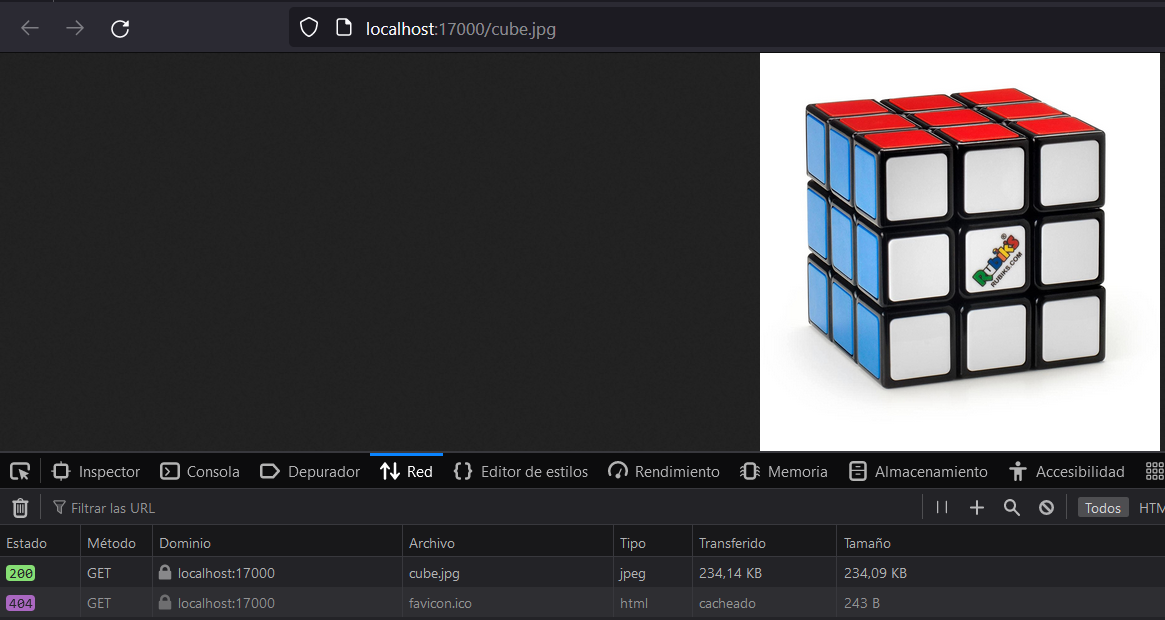 localhost:17000/cube.jpg
Rubik's
RUBIKS.COM
Inspector Consola Depurador Red Editor de estilos Rendimiento Memoria Almacenamiento Accesibilidad
Filtrar las URL Todos HTM
Estado Método Dominio Archivo Tipo Transferido Tamaño
200 GET localhost:17000 cube.jpg jpeg 234,14 KB 234,09 KB
404 GET localhost:17000 favicon.ico html cacheado 243 B